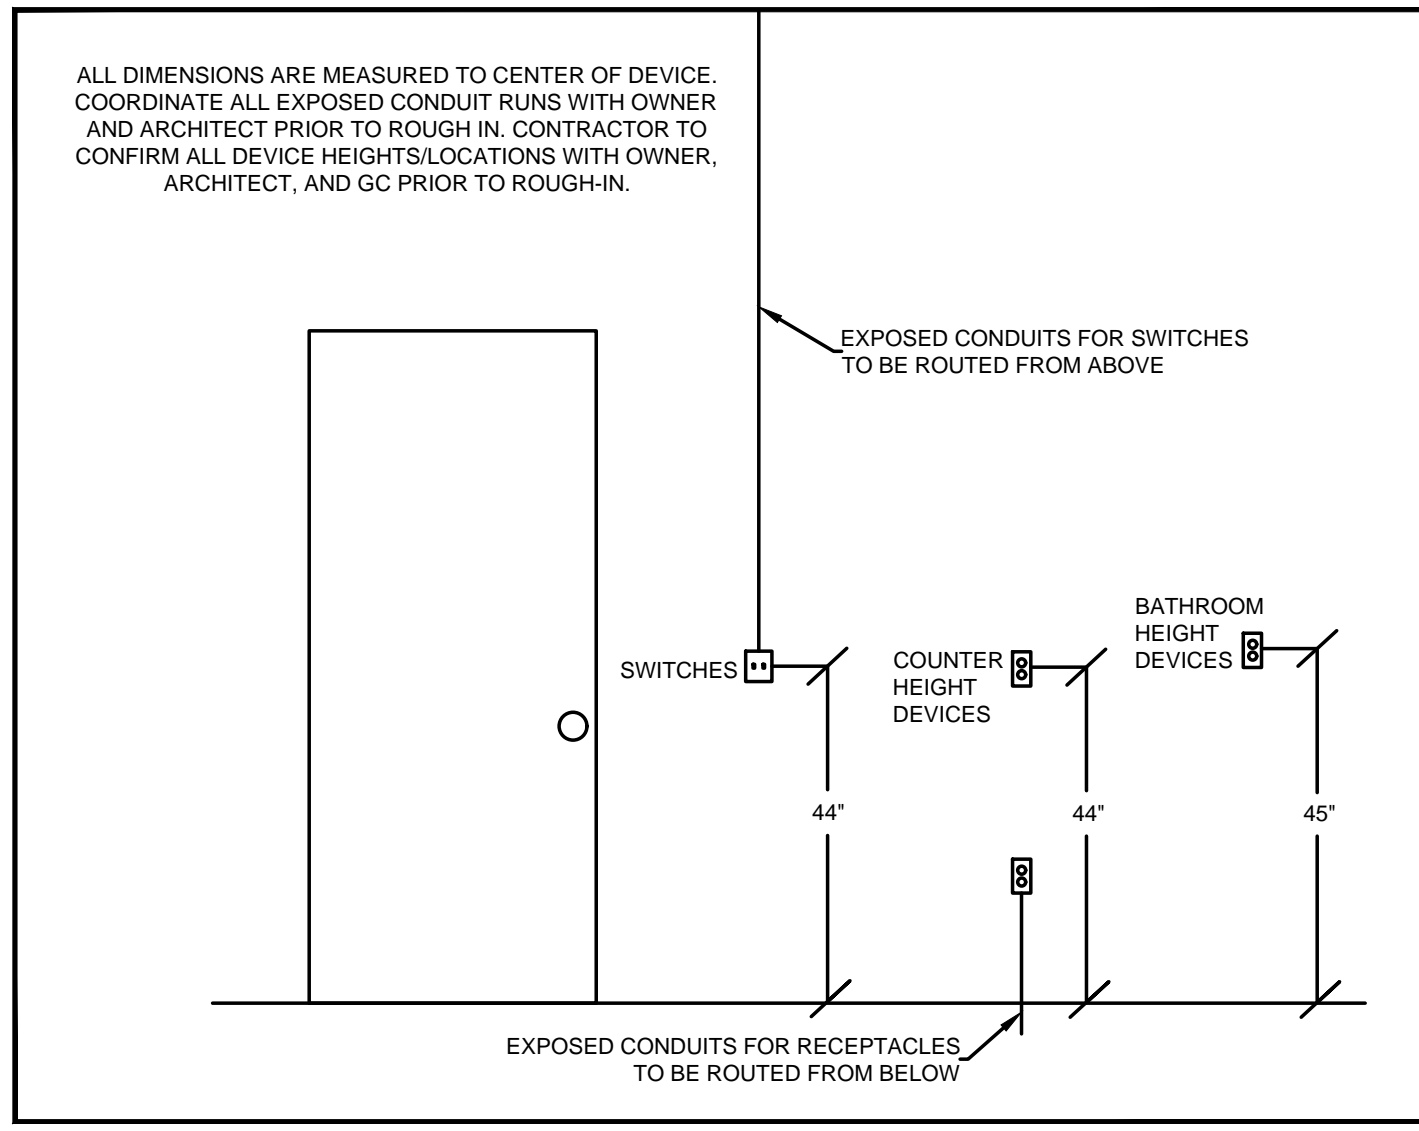 ALL DIMENSIONS ARE MEASURED TO CENTER OF DEVICE.
COORDINATE ALL EXPOSED CONDUIT RUNS WITH OWNER
AND ARCHITECT PRIOR TO ROUGH IN. CONTRACTOR TO
CONFIRM ALL DEVICE HEIGHTS/LOCATIONS WITH OWNER,
ARCHITECT, AND GC PRIOR TO ROUGH-IN.
EXPOSED CONDUITS FOR SWITCHES
TO BE ROUTED FROM ABOVE
SWITCHES
COUNTER
HEIGHT
DEVICES
BATHROOM
HEIGHT
DEVICES
44"
44"
45"
EXPOSED CONDUITS FOR RECEPTACLES
TO BE ROUTED FROM BELOW